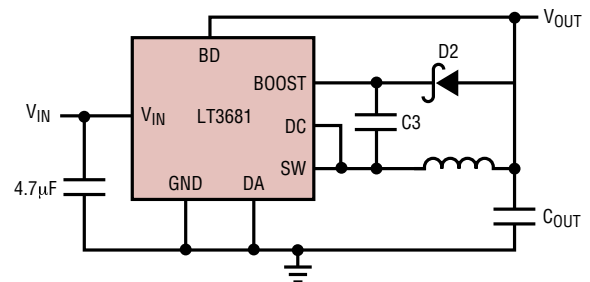 VOUT
BD
D2
BOOST
VIN
VIN
LT3681
DC
C3
SW
4.7µF
GND
DA
COUT